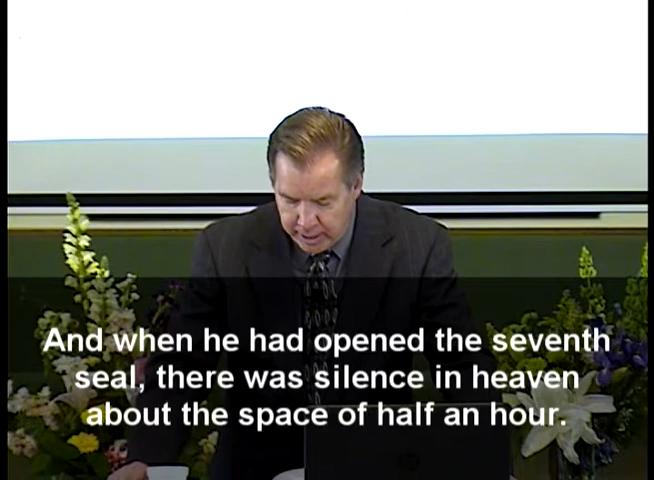 And when he had opened the seventh
seal, there was silence in heaven
about the space of half an hour.